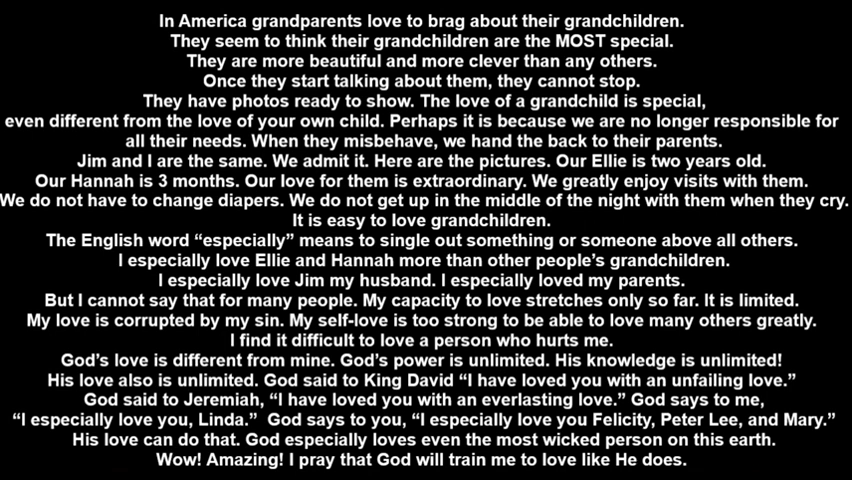 In America grandparents love to brag about their grandchildren.
They seem to think their grandchildren are the MOST special.
They are more beautiful and more clever than any others.
Once they start talking about them, they cannot stop.
They have photos ready to show. The love of a grandchild is special,
even different from the love of your own child. Perhaps it is because we are no longer responsible for
all their needs. When they misbehave, we hand the back to their parents.
Jim and I are the same. We admit it. Here are the pictures. Our Ellie is two years old.
Our Hannah is 3 months. Our love for them is extraordinary. We greatly enjoy visits with them.
We do not have to change diapers. We do not get up in the middle of the night with them when they cry.
It is easy to love grandchildren.
The English word “especially” means to single out something or someone above all others.
I especially love Ellie and Hannah more than other people’s grandchildren.
I especially love Jim my husband. I especially loved my parents.
But I cannot say that for many people. My capacity to love stretches only so far. It is limited.
My love is corrupted by my sin. My self-love is too strong to be able to love many others greatly.
I find it difficult to love a person who hurts me.
God’s love is different from mine. God’s power is unlimited. His knowledge is unlimited!
His love also is unlimited. God said to King David “I have loved you with an unfailing love.”
God said to Jeremiah, “I have loved you with an everlasting love.” God says to me,
“I especially love you, Linda.” God says to you, “I especially love you Felicity, Peter Lee, and Mary.”
His love can do that. God especially loves even the most wicked person on this earth.
Wow! Amazing! I pray that God will train me to love like He does.